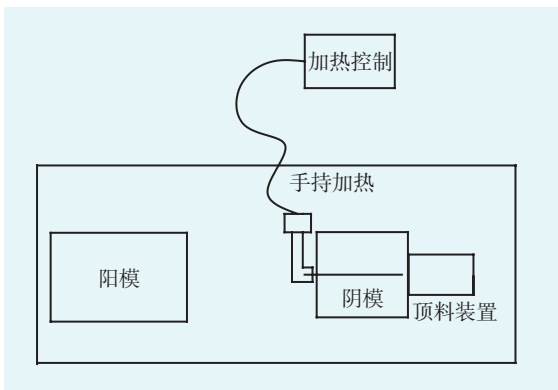 加热控制
手持加热
阳模
阴模
顶料装置